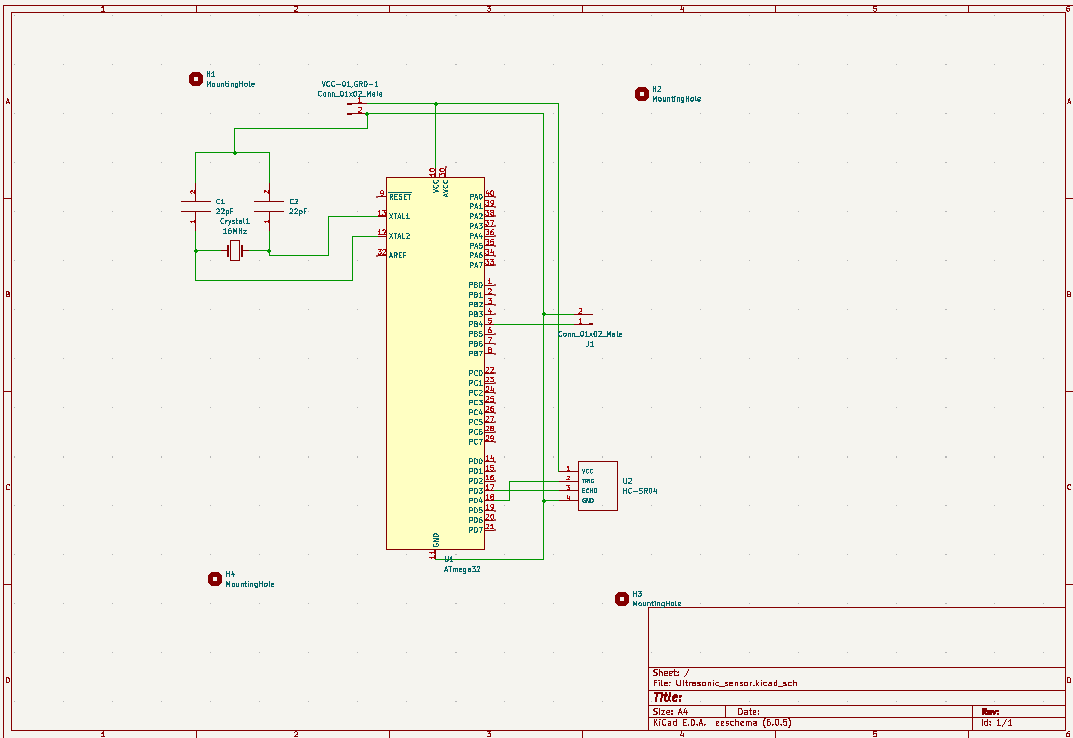 1 2 3 4 5 6
A A
B B
C C
D D
H1
MountingHole
VCC-01,GRD-1
Conn_01x02_Male
1
2
H2
MountingHole
10 30
VCC AVCC
2 2
C1
22pF
C2
22pF
1 1
Crystal1
16MHz
9 RESET
13 XTAL1
12 XTAL2
32 AREF
PA0 40
PA1 39
PA2 38
PA3 37
PA4 36
PA5 35
PA6 34
PA7 33
PB0 1
PB1 2
PB2 3
PB3 4
PB4 5
PB5 6
PB6 7
PB7 8
2
1
Conn_01x02_Male
J1
PC0 22
PC1 23
PC2 24
PC3 25
PC4 26
PC5 27
PC6 28
PC7 29
PD0 14
PD1 15
PD2 16
PD3 17
PD4 18
PD5 19
PD6 20
PD7 21
1 VCC
2 TRIG
3 ECHO
4 GND
U2
HC-SR04
GND
11
U1
ATmega32
H4
MountingHole
H3
MountingHole
Sheet: /
File: Ultrasonic_sensor.kicad_sch
Title:
Size: A4 Date: Rev:
KiCad E.D.A. eeschema (6.0.5) Id: 1/1
1 2 3 4 5 6